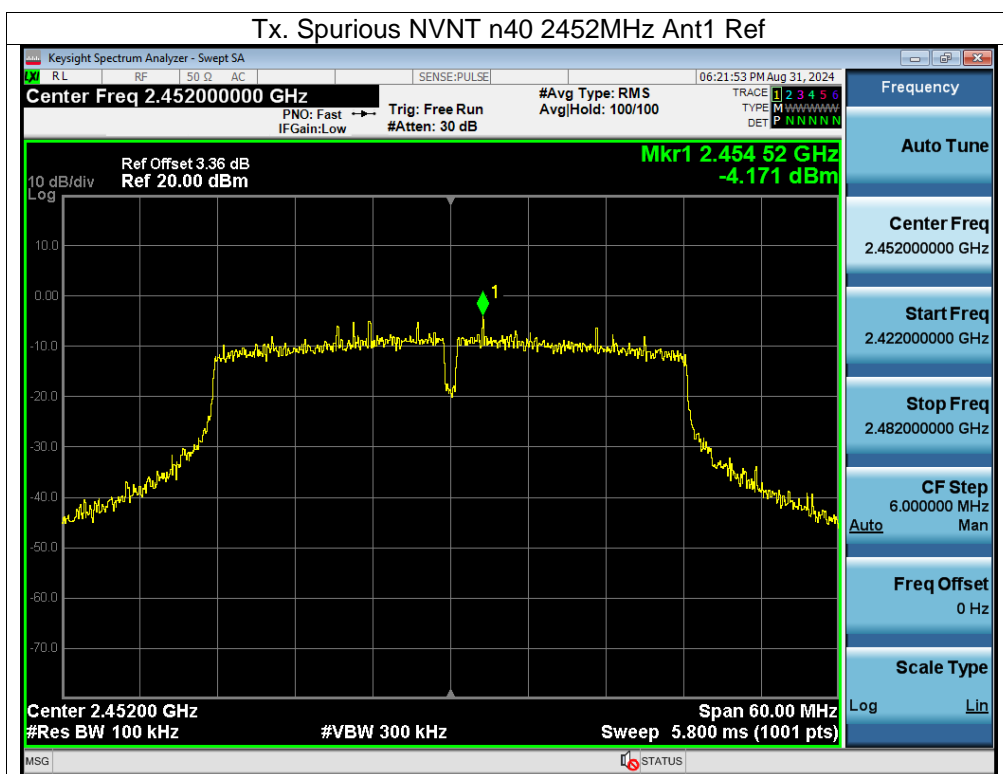 Tx. Spurious NVNT n40 2452MHz Ant1 Ref
Keysight Spectrum Analyzer - Swept SA
LXI RL RF 50 Ω AC SENSE:PULSE 06:21:53 PM Aug 31, 2024
Center Freq 2.452000000 GHz
PNO: Fast
IFGain:Low
Trig: Free Run
#Atten: 30 dB
#Avg Type: RMS
Avg|Hold: 100/100
TRACE 1 2 3 4 5 6
TYPE M WWWWW
DET P N N N N N
Ref Offset 3.36 dB
Ref 20.00 dBm
10 dB/div
Log
Mkr1 2.454 52 GHz
-4.171 dBm
10.0
0.00
-10.0
-20.0
-30.0
-40.0
-50.0
-60.0
-70.0
1
Center 2.45200 GHz
Span 60.00 MHz
#Res BW 100 kHz
#VBW 300 kHz
Sweep 5.800 ms (1001 pts)
MSG
STATUS
Frequency
Auto Tune
Center Freq
2.452000000 GHz
Start Freq
2.422000000 GHz
Stop Freq
2.482000000 GHz
CF Step
6.000000 MHz
Auto Man
Freq Offset
0 Hz
Scale Type
Log Lin